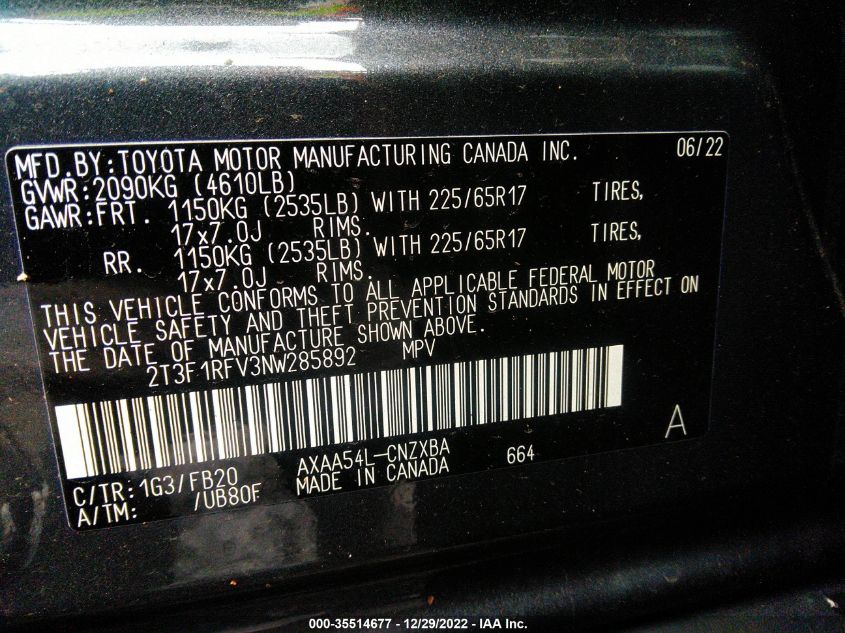 MFD.BY:TOYOTA MOTOR MANUFACTURING CANADA INC. 06/22
GVWR:2090KG (4610LB)
GAWR:FRT. 1150KG (2535LB) WITH 225/65R17 TIRES,
17x7.0J RIMS.
RR. 1150KG (2535LB) WITH 225/65R17 TIRES,
17x7.0J RIMS.
THIS VEHICLE CONFORMS TO ALL APPLICABLE FEDERAL MOTOR
VEHICLE SAFETY AND THEFT PREVENTION STANDARDS IN EFFECT ON
THE DATE OF MANUFACTURE SHOWN ABOVE.
2T3F1RFV3NW285892 MPV
A
C/TR:1G3/FB20 AXAA54L-CNZXBA 664
A/TM: /UB80F MADE IN CANADA
000-35514677 - 12/29/2022 - IAA Inc.